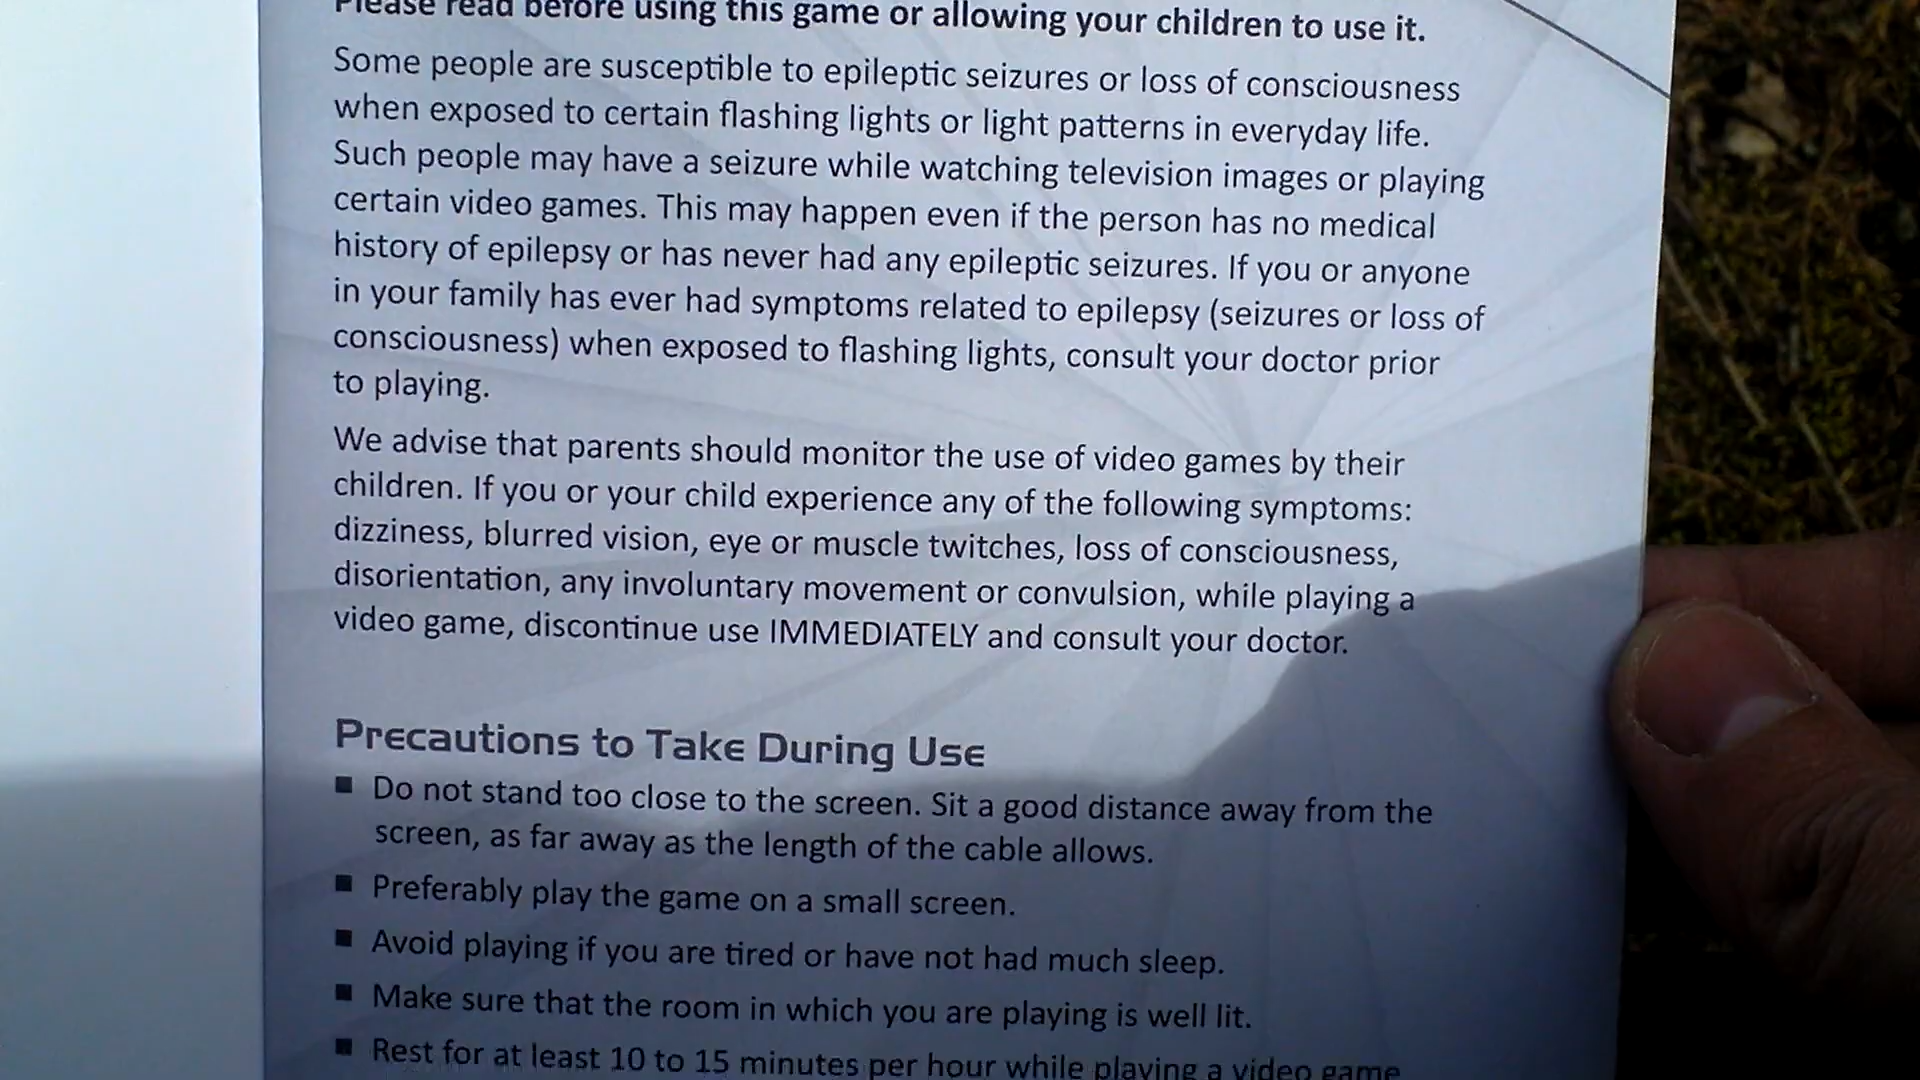 Please read before using this game or allowing your children to use it.
Some people are susceptible to epileptic seizures or loss of consciousness
when exposed to certain flashing lights or light patterns in everyday life.
Such people may have a seizure while watching television images or playing
certain video games. This may happen even if the person has no medical
history of epilepsy or has never had any epileptic seizures. If you or anyone
in your family has ever had symptoms related to epilepsy (seizures or loss of
consciousness) when exposed to flashing lights, consult your doctor prior
to playing.
We advise that parents should monitor the use of video games by their
children. If you or your child experience any of the following symptoms:
dizziness, blurred vision, eye or muscle twitches, loss of consciousness,
disorientation, any involuntary movement or convulsion, while playing a
video game, discontinue use IMMEDIATELY and consult your doctor.
Precautions to Take During Use
■ Do not stand too close to the screen. Sit a good distance away from the
screen, as far away as the length of the cable allows.
■ Preferably play the game on a small screen.
■ Avoid playing if you are tired or have not had much sleep.
■ Make sure that the room in which you are playing is well lit.
■ Rest for at least 10 to 15 minutes per hour while playing a video game